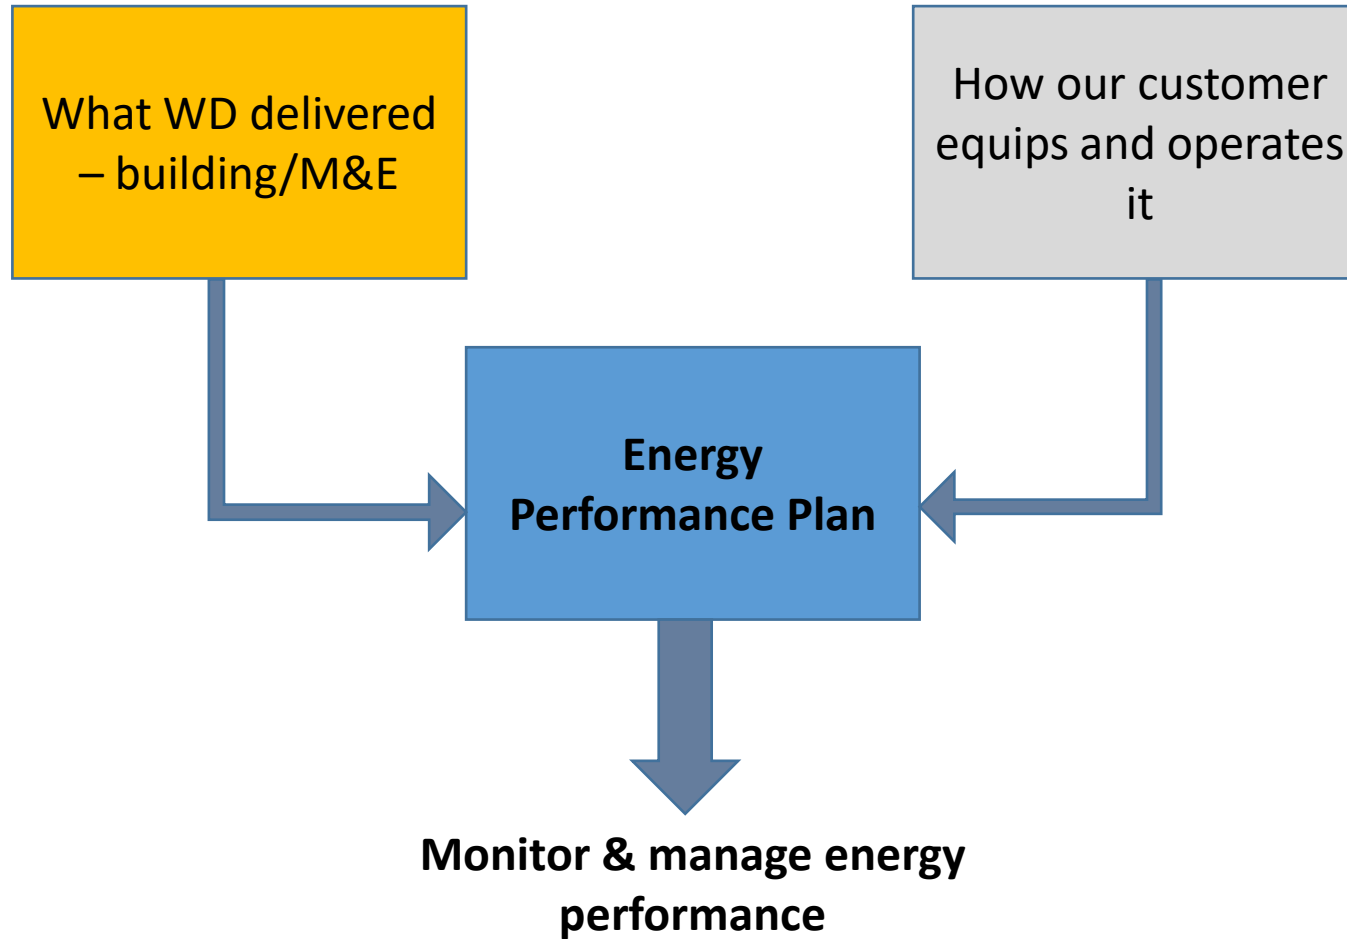 What WD delivered
– building/M&E
How our customer
equips and operates
it
Energy
Performance Plan
Monitor & manage energy
performance